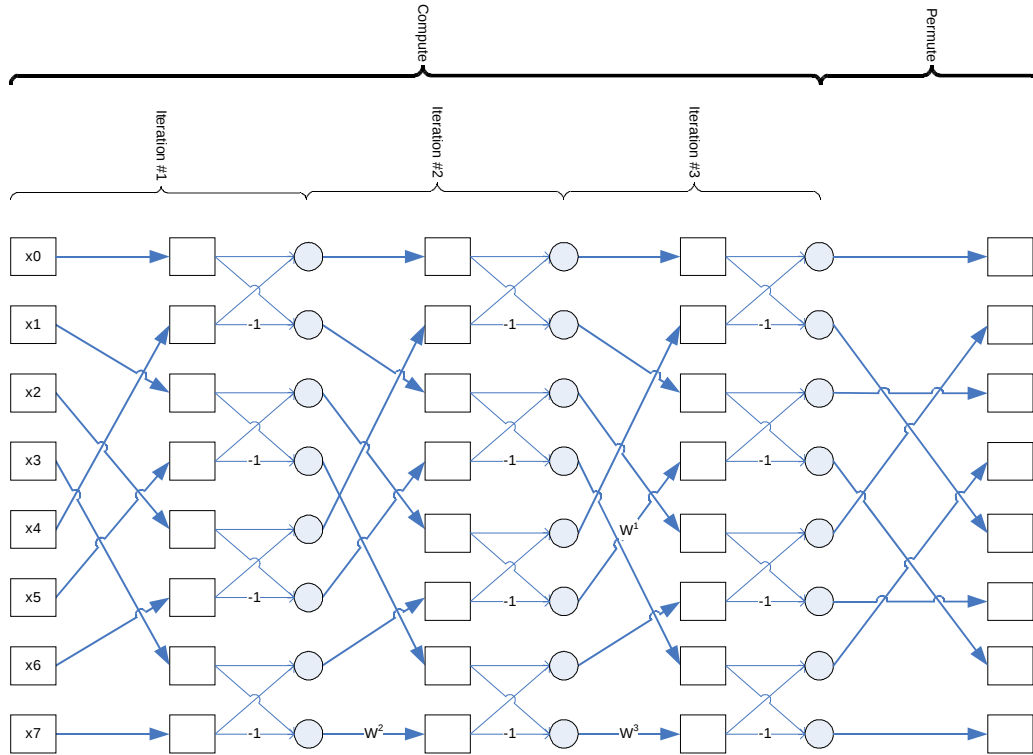 Compute
Permute
Iteration #1
Iteration #2
Iteration #3
x0
x1
-1
-1
-1
x2
x3
-1
-1
-1
x4
W¹
x5
-1
-1
-1
x6
x7
-1
W²
-1
W³
-1